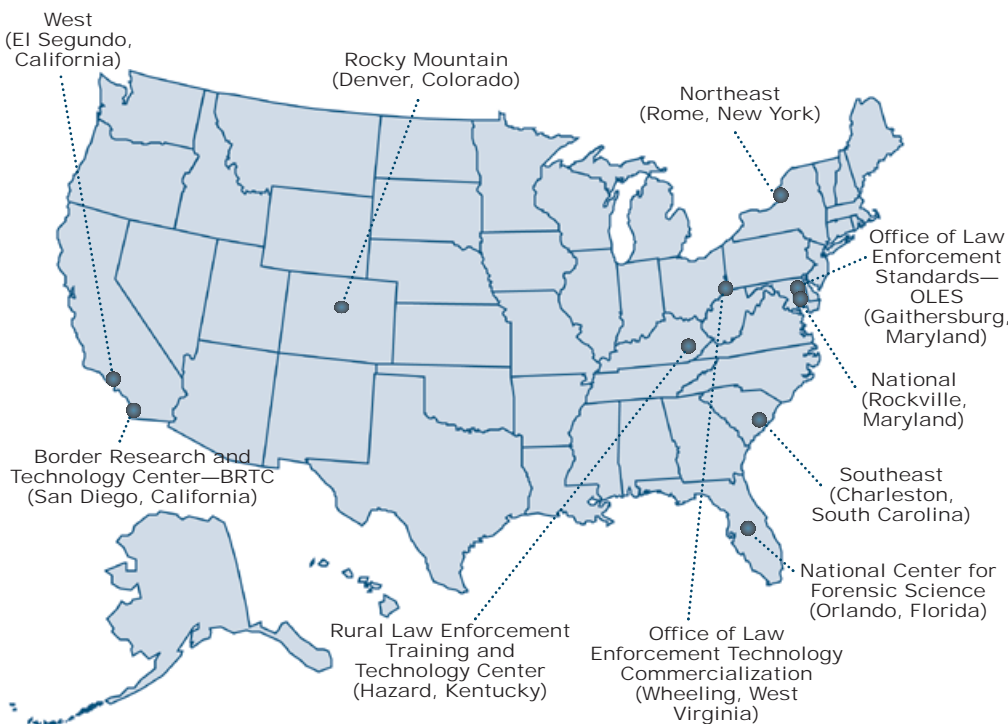 West
(El Segundo,
California)
Rocky Mountain
(Denver, Colorado)
Northeast
(Rome, New York)
Office of Law
Enforcement
Standards—
OLES
(Gaithersburg,
Maryland)
National
(Rockville,
Maryland)
Border Research and
Technology Center—BRTC
(San Diego, California)
Southeast
(Charleston,
South Carolina)
National Center for
Forensic Science
(Orlando, Florida)
Rural Law Enforcement
Training and
Technology Center
(Hazard, Kentucky)
Office of Law
Enforcement Technology
Commercialization
(Wheeling, West
Virginia)